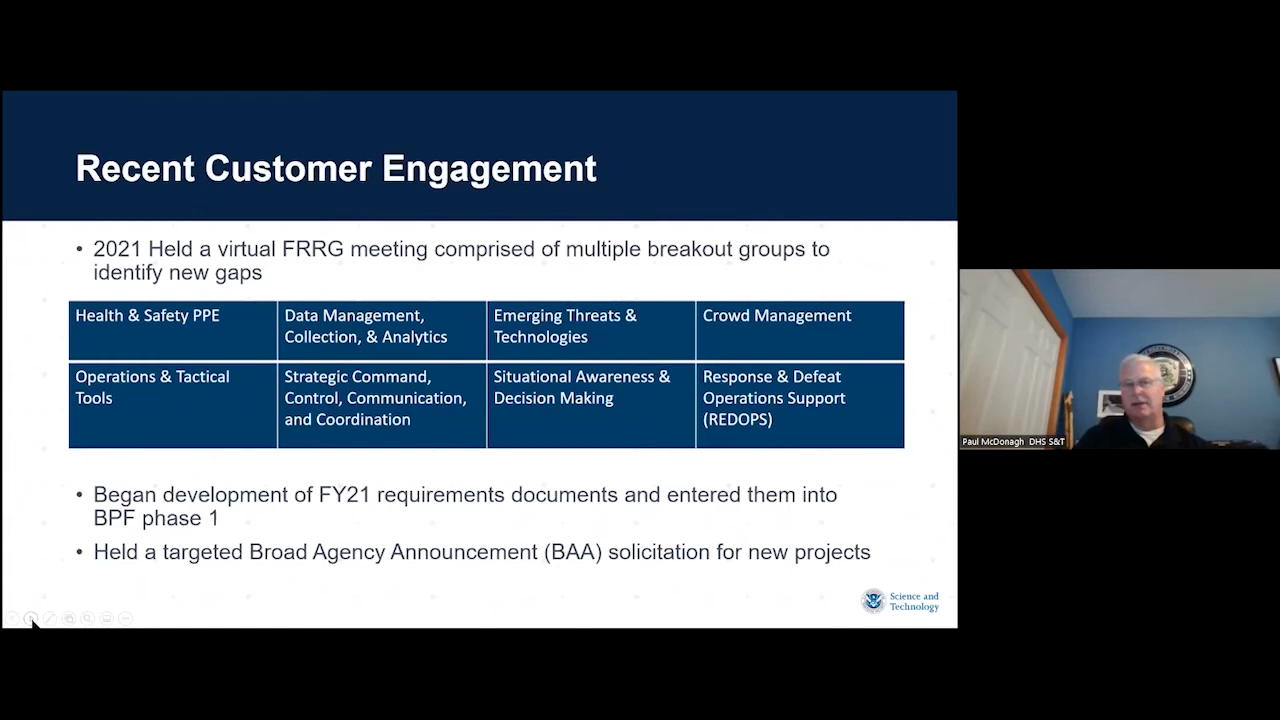 Recent Customer Engagement
• 2021 Held a virtual FRRG meeting comprised of multiple breakout groups to
identify new gaps
Health & Safety PPE
Data Management,
Collection, & Analytics
Emerging Threats &
Technologies
Crowd Management
Operations & Tactical
Tools
Strategic Command,
Control, Communication,
and Coordination
Situational Awareness &
Decision Making
Response & Defeat
Operations Support
(REDOPS)
• Began development of FY21 requirements documents and entered them into
BPF phase 1
• Held a targeted Broad Agency Announcement (BAA) solicitation for new projects
Science and
Technology
Paul McDonagh DHS S&T